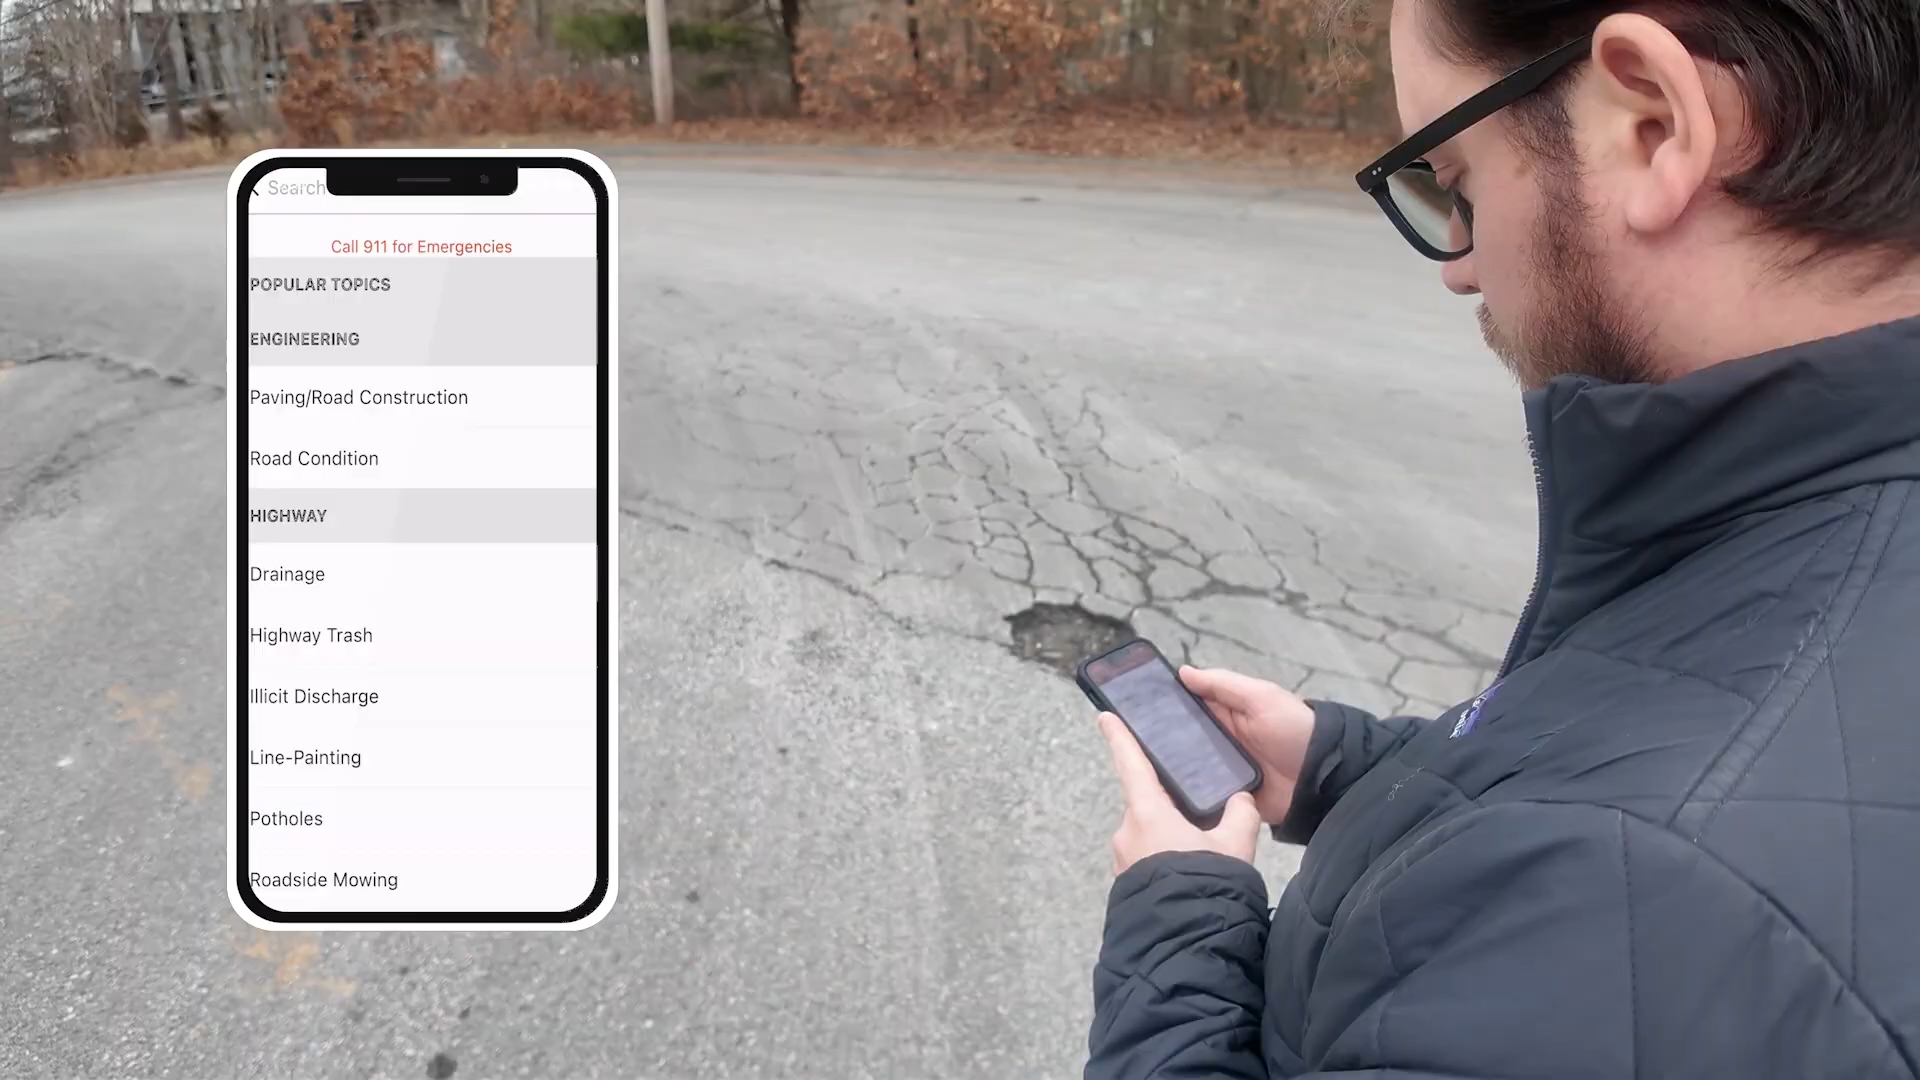 Search
Call 911 for Emergencies
POPULAR TOPICS
ENGINEERING
Paving/Road Construction
Road Condition
HIGHWAY
Drainage
Highway Trash
Illicit Discharge
Line-Painting
Potholes
Roadside Mowing